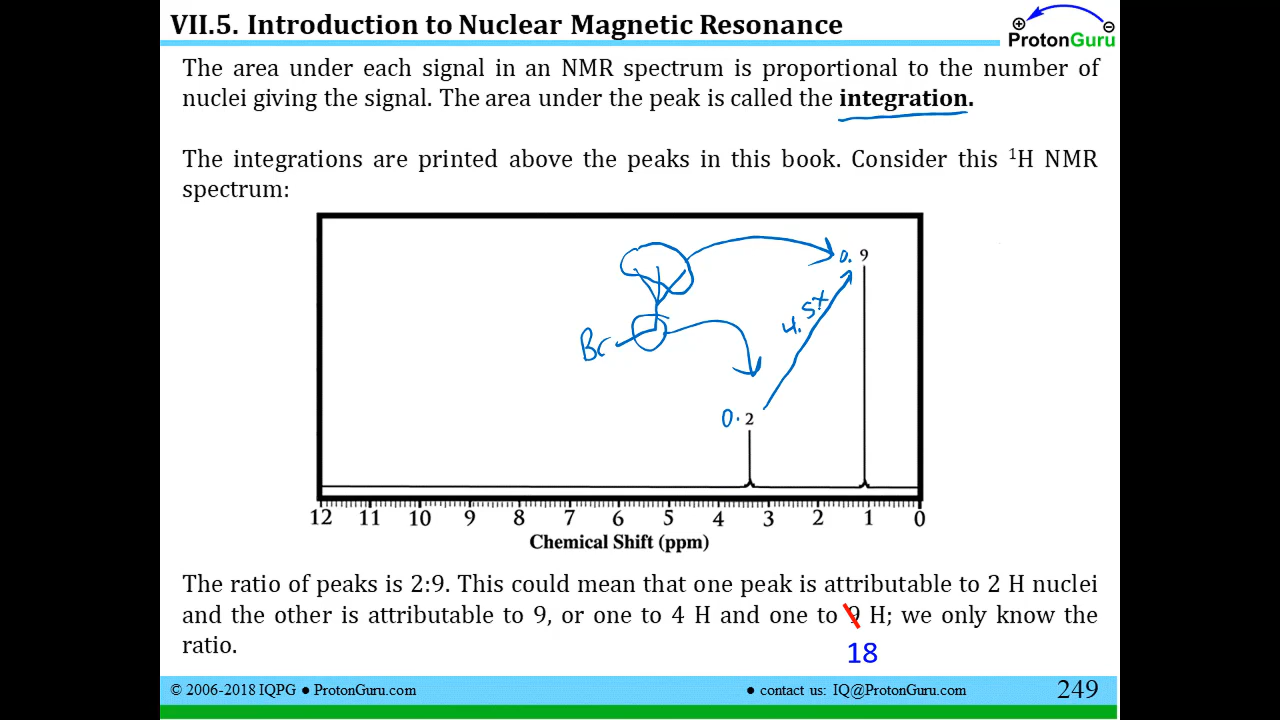 VII.5. Introduction to Nuclear Magnetic Resonance
ProtonGuru
The area under each signal in an NMR spectrum is proportional to the number of
nuclei giving the signal. The area under the peak is called the integration.
The integrations are printed above the peaks in this book. Consider this ¹H NMR
spectrum:
0. 9
4.5x
Br
0.2
12 11 10 9 8 7 6 5 4 3 2 1 0
Chemical Shift (ppm)
The ratio of peaks is 2:9. This could mean that one peak is attributable to 2 H nuclei
and the other is attributable to 9, or one to 4 H and one to 9 H; we only know the
ratio.
18
© 2006-2018 IQPG ● ProtonGuru.com
● contact us: IQ@ProtonGuru.com
249